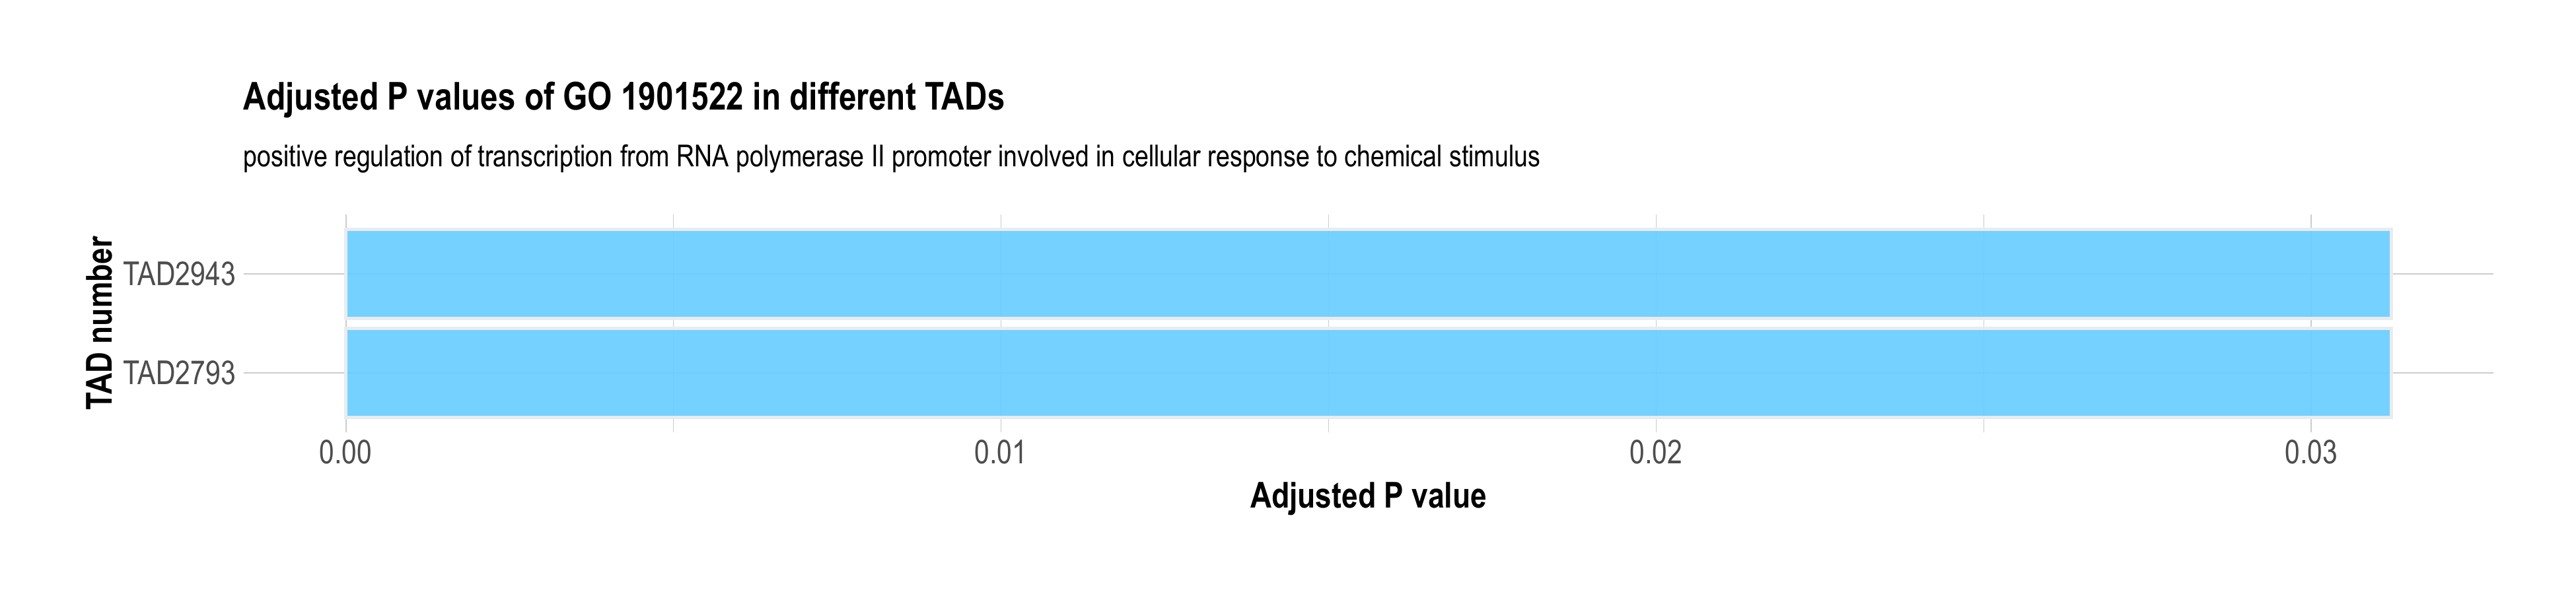 Adjusted P values of GO 1901522 in different TADs
positive regulation of transcription from RNA polymerase II promoter involved in cellular response to chemical stimulus
TAD number
TAD2943
TAD2793
0.00 0.01 0.02 0.03
Adjusted P value